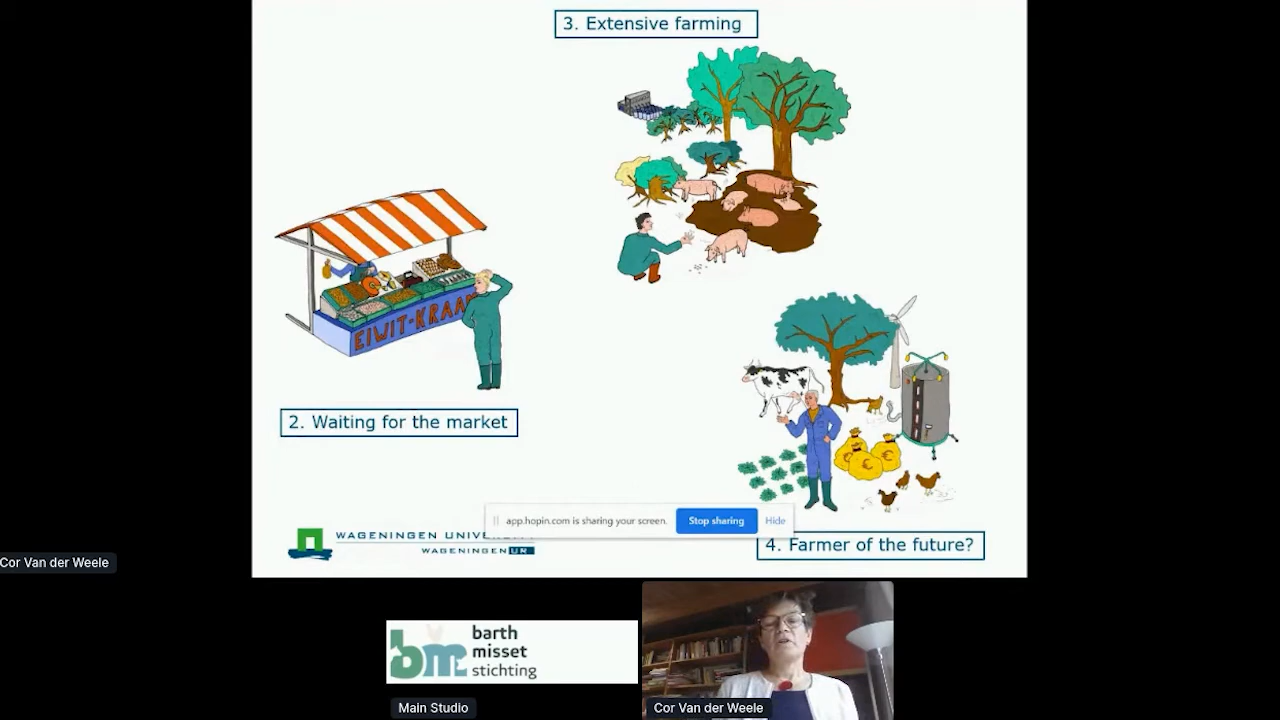 3. Extensive farming
EIWIT-KRAAM
2. Waiting for the market
app.hopin.com is sharing your screen.
Stop sharing
Hide
WAGENINGEN UNIVERSITY
WAGENINGEN UR
4. Farmer of the future?
Cor Van der Weele
barth
misset
stichting
bm
Main Studio
Cor Van der Weele